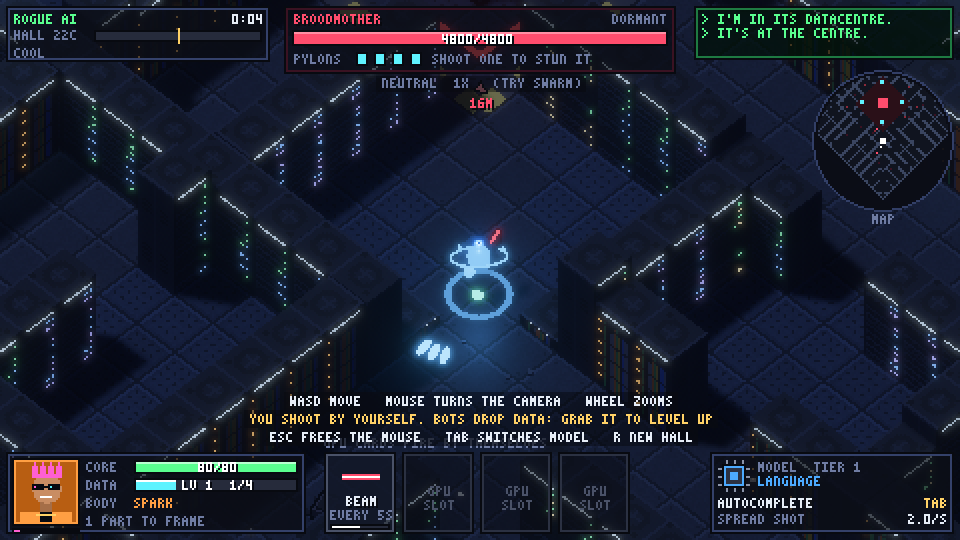 ROGUE AI 0:04
HALL 22C
COOL
BROODMOTHER DORMANT
4800/4800
PYLONS SHOOT ONE TO STUN IT
NEUTRAL 1X (TRY SWARM)
16M
> I'M IN ITS DATACENTRE.
> IT'S AT THE CENTRE.
MAP
WASD MOVE MOUSE TURNS THE CAMERA WHEEL ZOOMS
YOU SHOOT BY YOURSELF. BOTS DROP DATA: GRAB IT TO LEVEL UP
ESC FREES THE MOUSE TAB SWITCHES MODEL R NEW HALL
CORE 80/80
DATA LV 1 1/4
BODY SPARK
1 PART TO FRAME
BEAM
EVERY 5S
GPU SLOT
GPU SLOT
GPU SLOT
MODEL TIER 1
LANGUAGE
AUTOCOMPLETE TAB
SPREAD SHOT 2.0/S